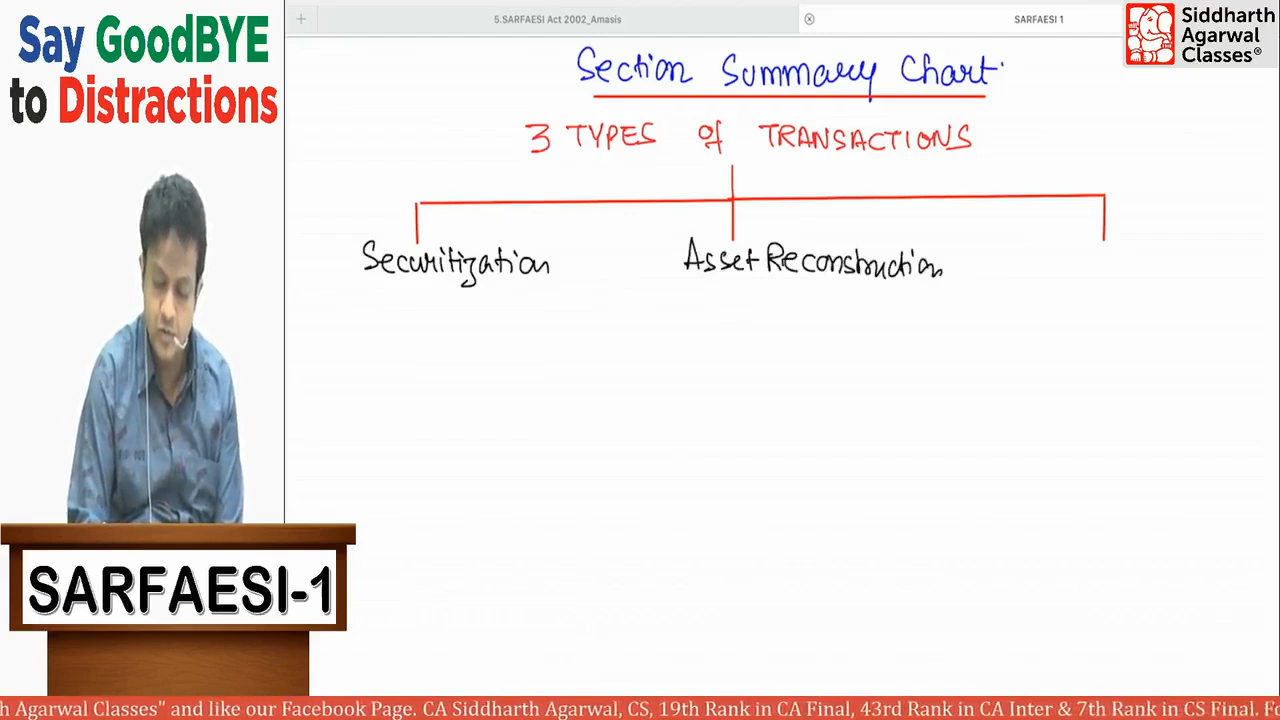 Say GoodBYE
to Distractions
5.SARFAESI Act 2002_Amasis
SARFAESI 1
Siddharth
Agarwal
Classes®
Section Summary Chart
3 TYPES of TRANSACTIONS
Securitization
Asset Reconstruction
SARFAESI-1
h Agarwal Classes" and like our Facebook Page. CA Siddharth Agarwal, CS, 19th Rank in CA Final, 43rd Rank in CA Inter & 7th Rank in CS Final. Fo